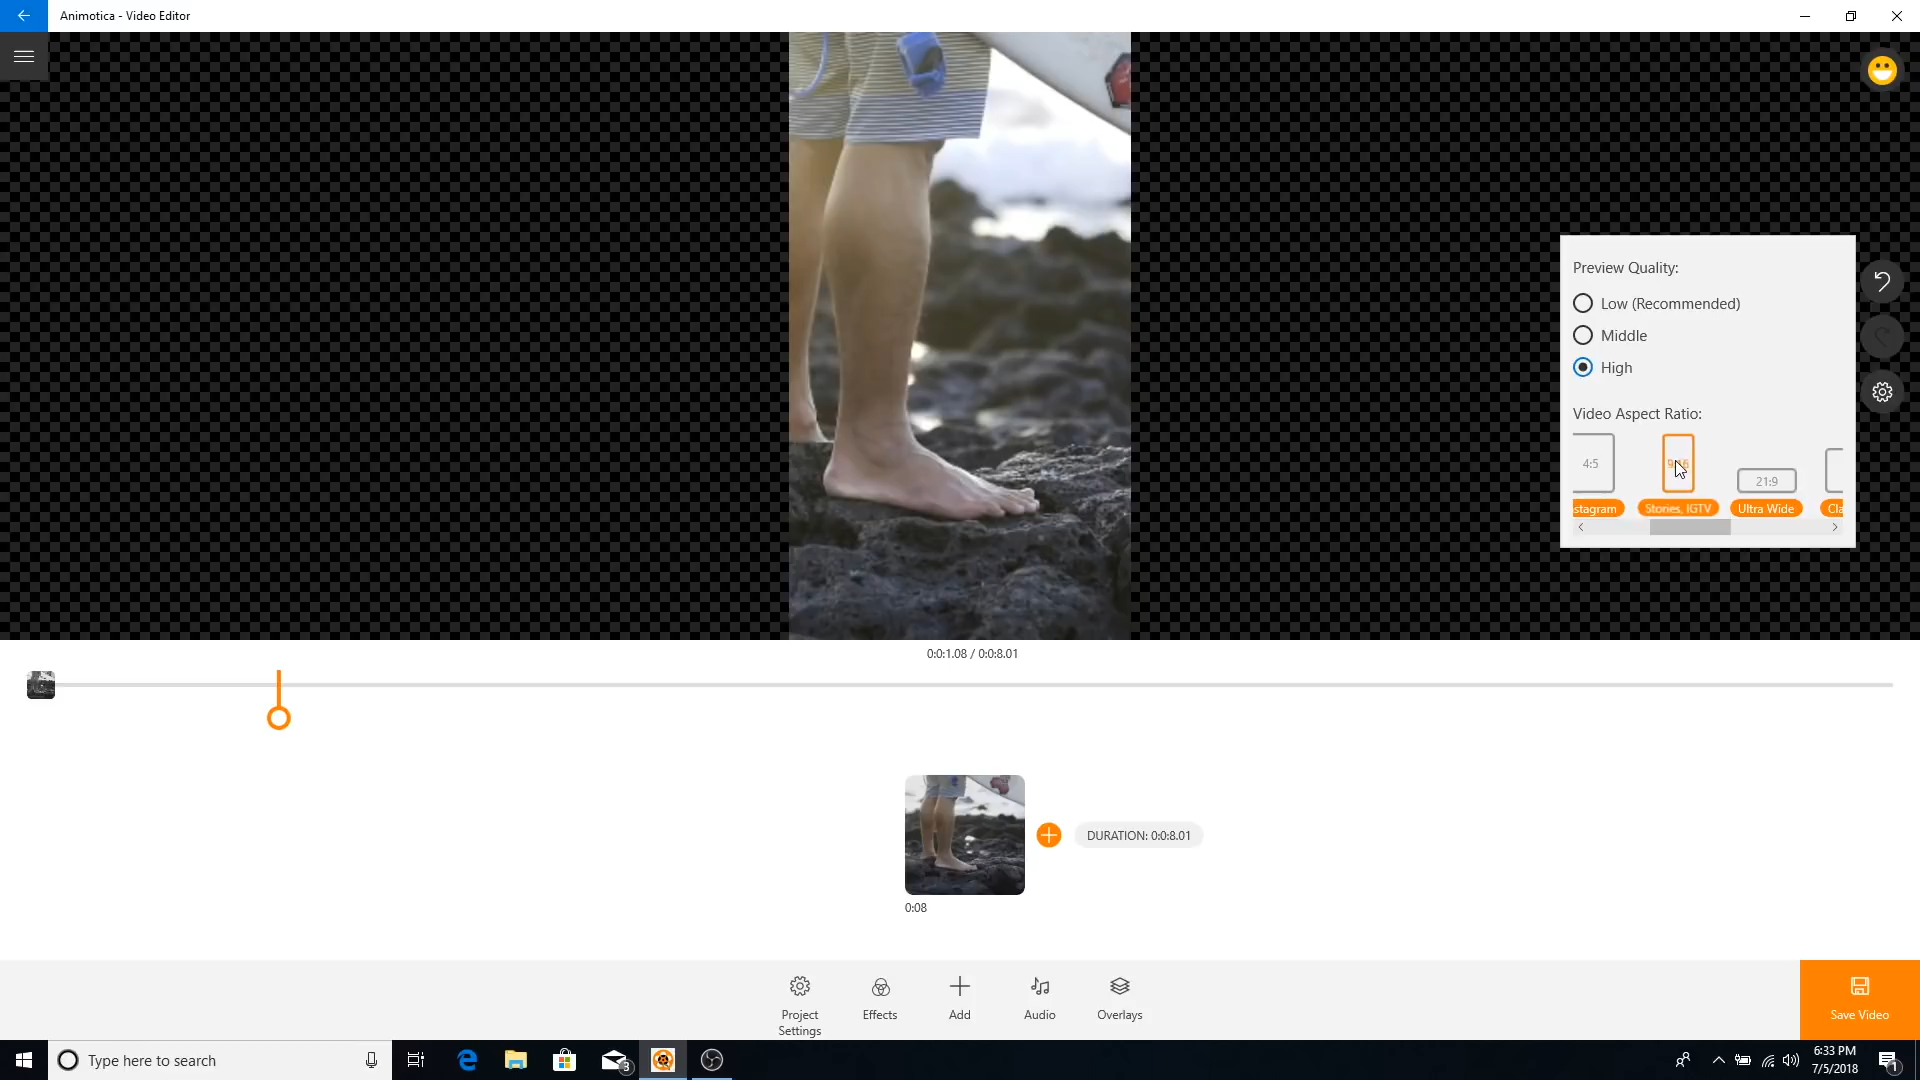 Animotica - Video Editor
Preview Quality:
Low (Recommended)
Middle
High
Video Aspect Ratio:
4:5
21:9
stagram
Stories, IGTV
Ultra Wide
Cla
0:0:1.08 / 0:0:8.01
DURATION: 0:0:8.01
0:08
Project
Settings
Effects
Add
Audio
Overlays
Save Video
Type here to search
3
6:33 PM
7/5/2018
1